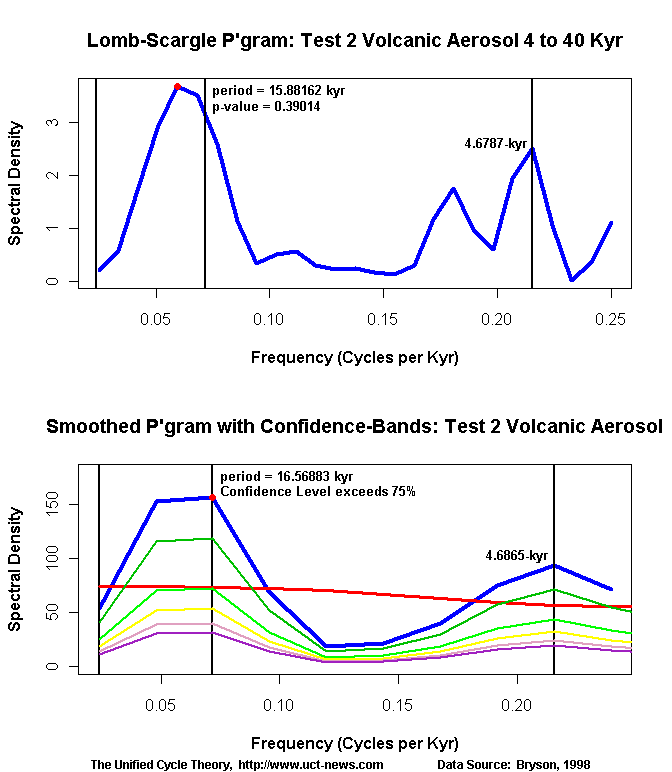 Lomb-Scargle P'gram: Test 2 Volcanic Aerosol 4 to 40 Kyr
period = 15.88162 kyr
p-value = 0.39014
4.6787-kyr
Spectral Density
3
2
1
0
0.05 0.10 0.15 0.20 0.25
Frequency (Cycles per Kyr)
Smoothed P'gram with Confidence-Bands: Test 2 Volcanic Aerosol
period = 16.56883 kyr
Confidence Level exceeds 75%
4.6865-kyr
Spectral Density
150
100
50
0
0.05 0.10 0.15 0.20
Frequency (Cycles per Kyr)
The Unified Cycle Theory, http://www.uct-news.com Data Source: Bryson, 1998